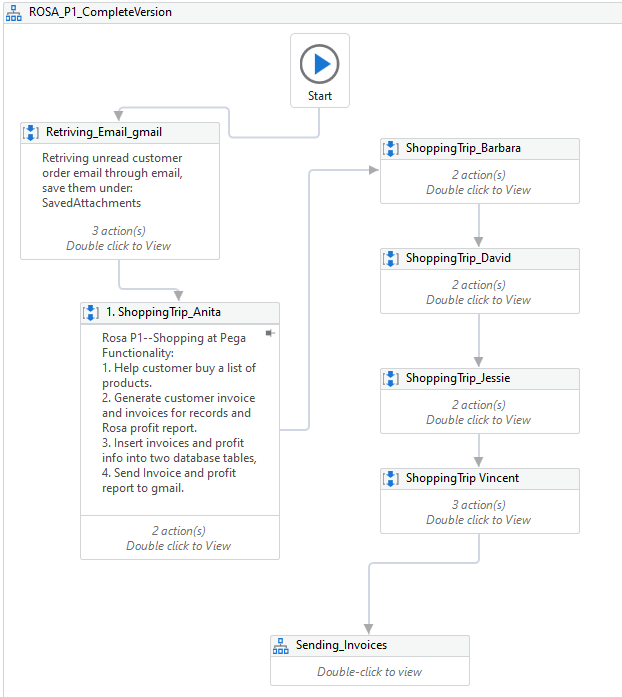 ROSA_P1_CompleteVersion
Start
Retriving_Email_gmail
Retriving unread customer
order email through email,
save them under:
SavedAttachments
3 action(s)
Double click to View
1. ShoppingTrip_Anita
Rosa P1--Shopping at Pega
Functionality:
1. Help customer buy a list of
products.
2. Generate customer invoice
and invoices for records and
Rosa profit report.
3. Insert invoices and profit
info into two database tables,
4. Send Invoice and profit
report to gmail.
2 action(s)
Double click to View
ShoppingTrip_Barbara
2 action(s)
Double click to View
ShoppingTrip_David
2 action(s)
Double click to View
ShoppingTrip_Jessie
2 action(s)
Double click to View
ShoppingTrip Vincent
3 action(s)
Double click to View
Sending_Invoices
Double-click to view